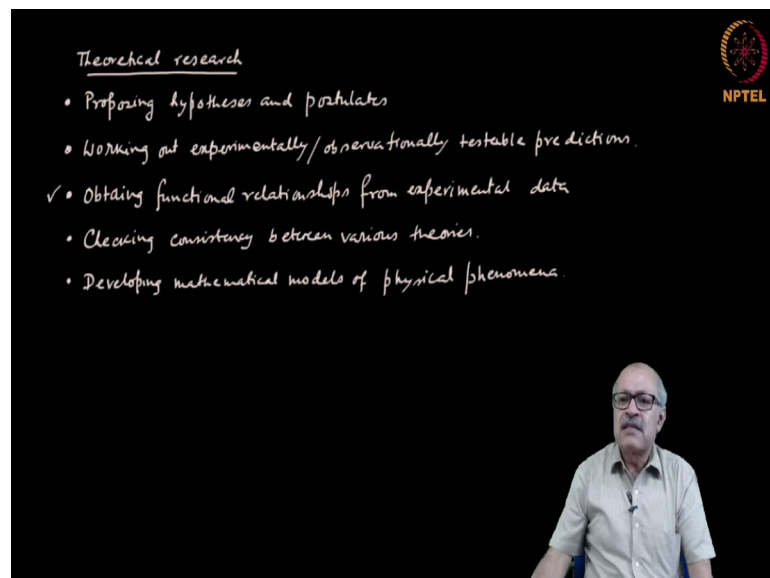 Theoretical research
• Proposing hypotheses and postulates
• Working out experimentally/observationally testable predictions.
✓• Obtaing functional relationships from experimental data
• Checking consistency between various theories.
• Developing mathematical models of physical phenomena.
NPTEL